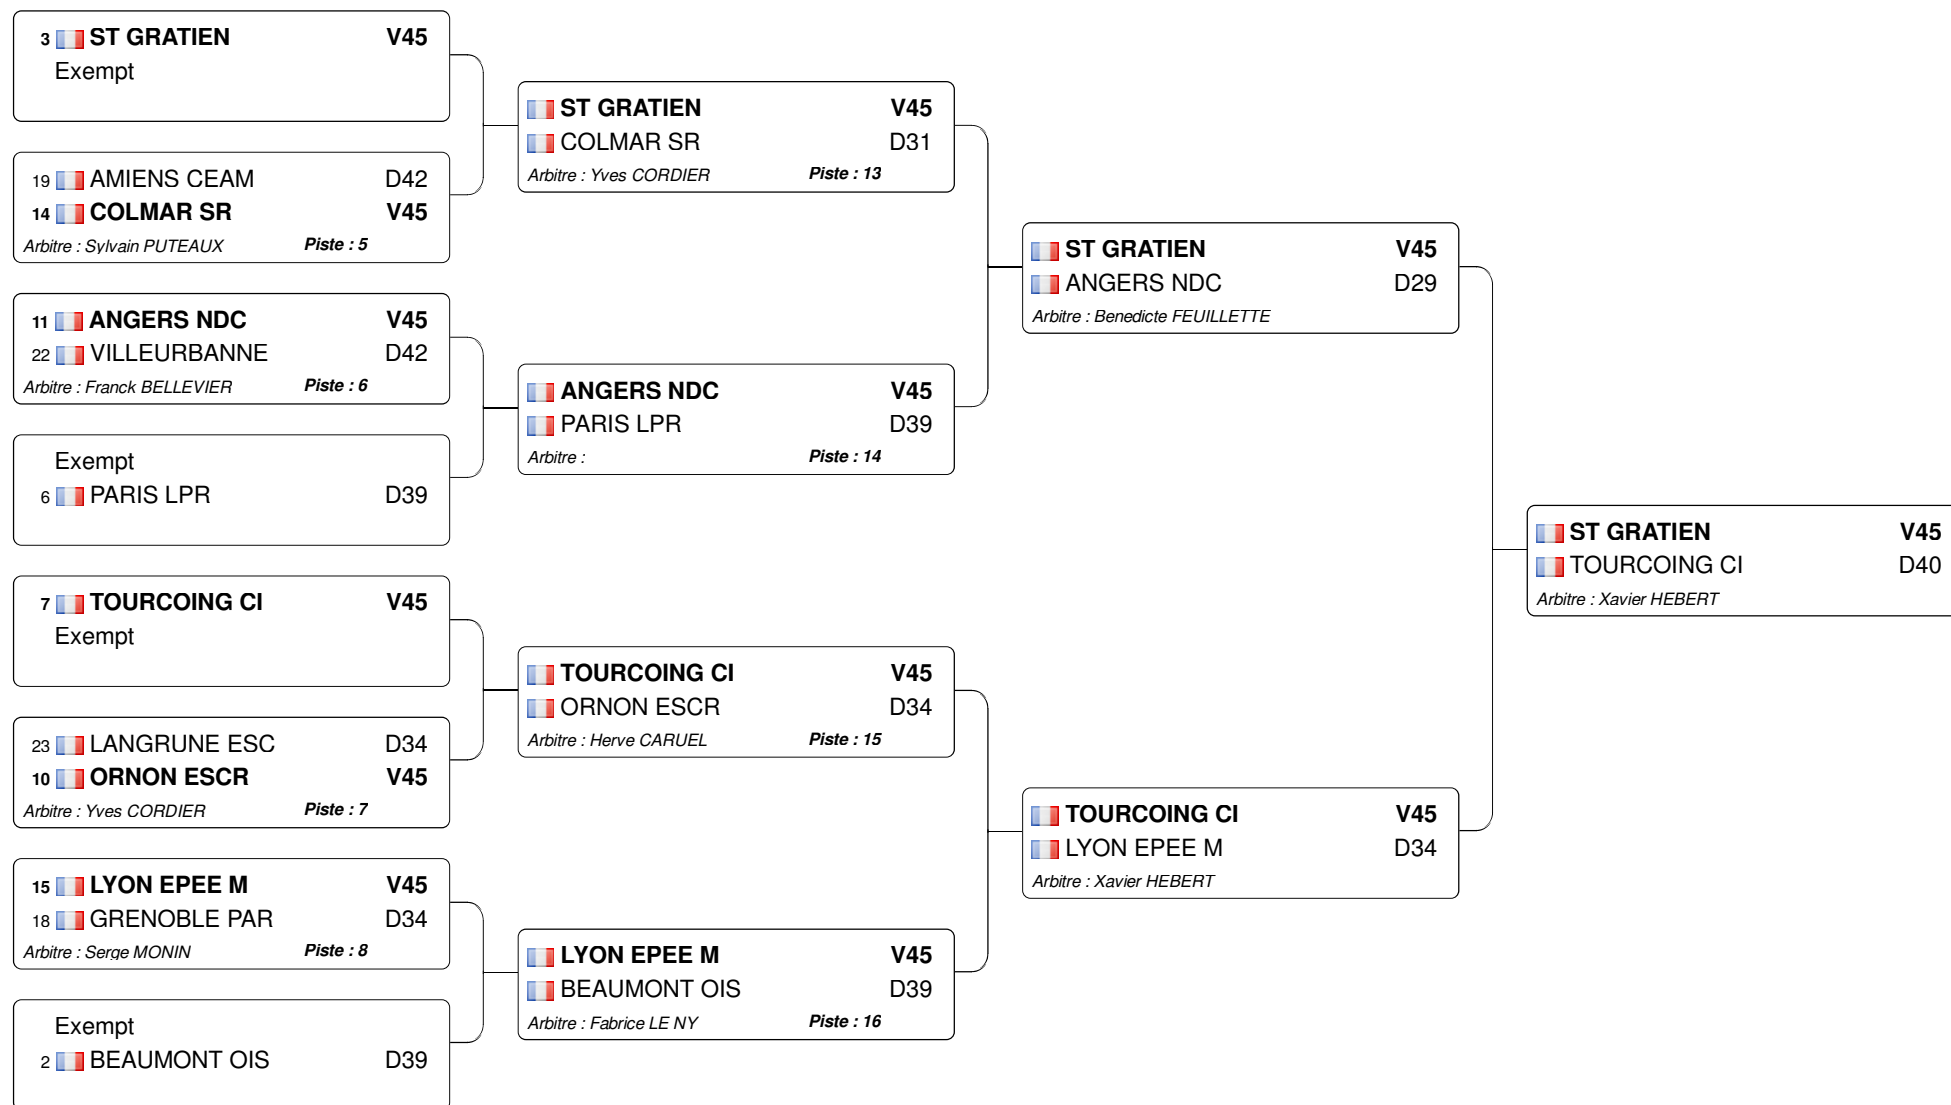 3 ST GRATIEN V45
Exempt
19 AMIENS CEAM D42
14 COLMAR SR V45
Arbitre : Sylvain PUTEAUX Piste : 5
11 ANGERS NDC V45
22 VILLEURBANNE D42
Arbitre : Franck BELLEVIER Piste : 6
Exempt
6 PARIS LPR D39
7 TOURCOING CI V45
Exempt
23 LANGRUNE ESC D34
10 ORNON ESCR V45
Arbitre : Yves CORDIER Piste : 7
15 LYON EPEE M V45
18 GRENOBLE PAR D34
Arbitre : Serge MONIN Piste : 8
Exempt
2 BEAUMONT OIS D39
ST GRATIEN V45
COLMAR SR D31
Arbitre : Yves CORDIER Piste : 13
ANGERS NDC V45
PARIS LPR D39
Arbitre : Piste : 14
TOURCOING CI V45
ORNON ESCR D34
Arbitre : Herve CARUEL Piste : 15
LYON EPEE M V45
BEAUMONT OIS D39
Arbitre : Fabrice LE NY Piste : 16
ST GRATIEN V45
ANGERS NDC D29
Arbitre : Benedicte FEUILLETTE
TOURCOING CI V45
LYON EPEE M D34
Arbitre : Xavier HEBERT
ST GRATIEN V45
TOURCOING CI D40
Arbitre : Xavier HEBERT